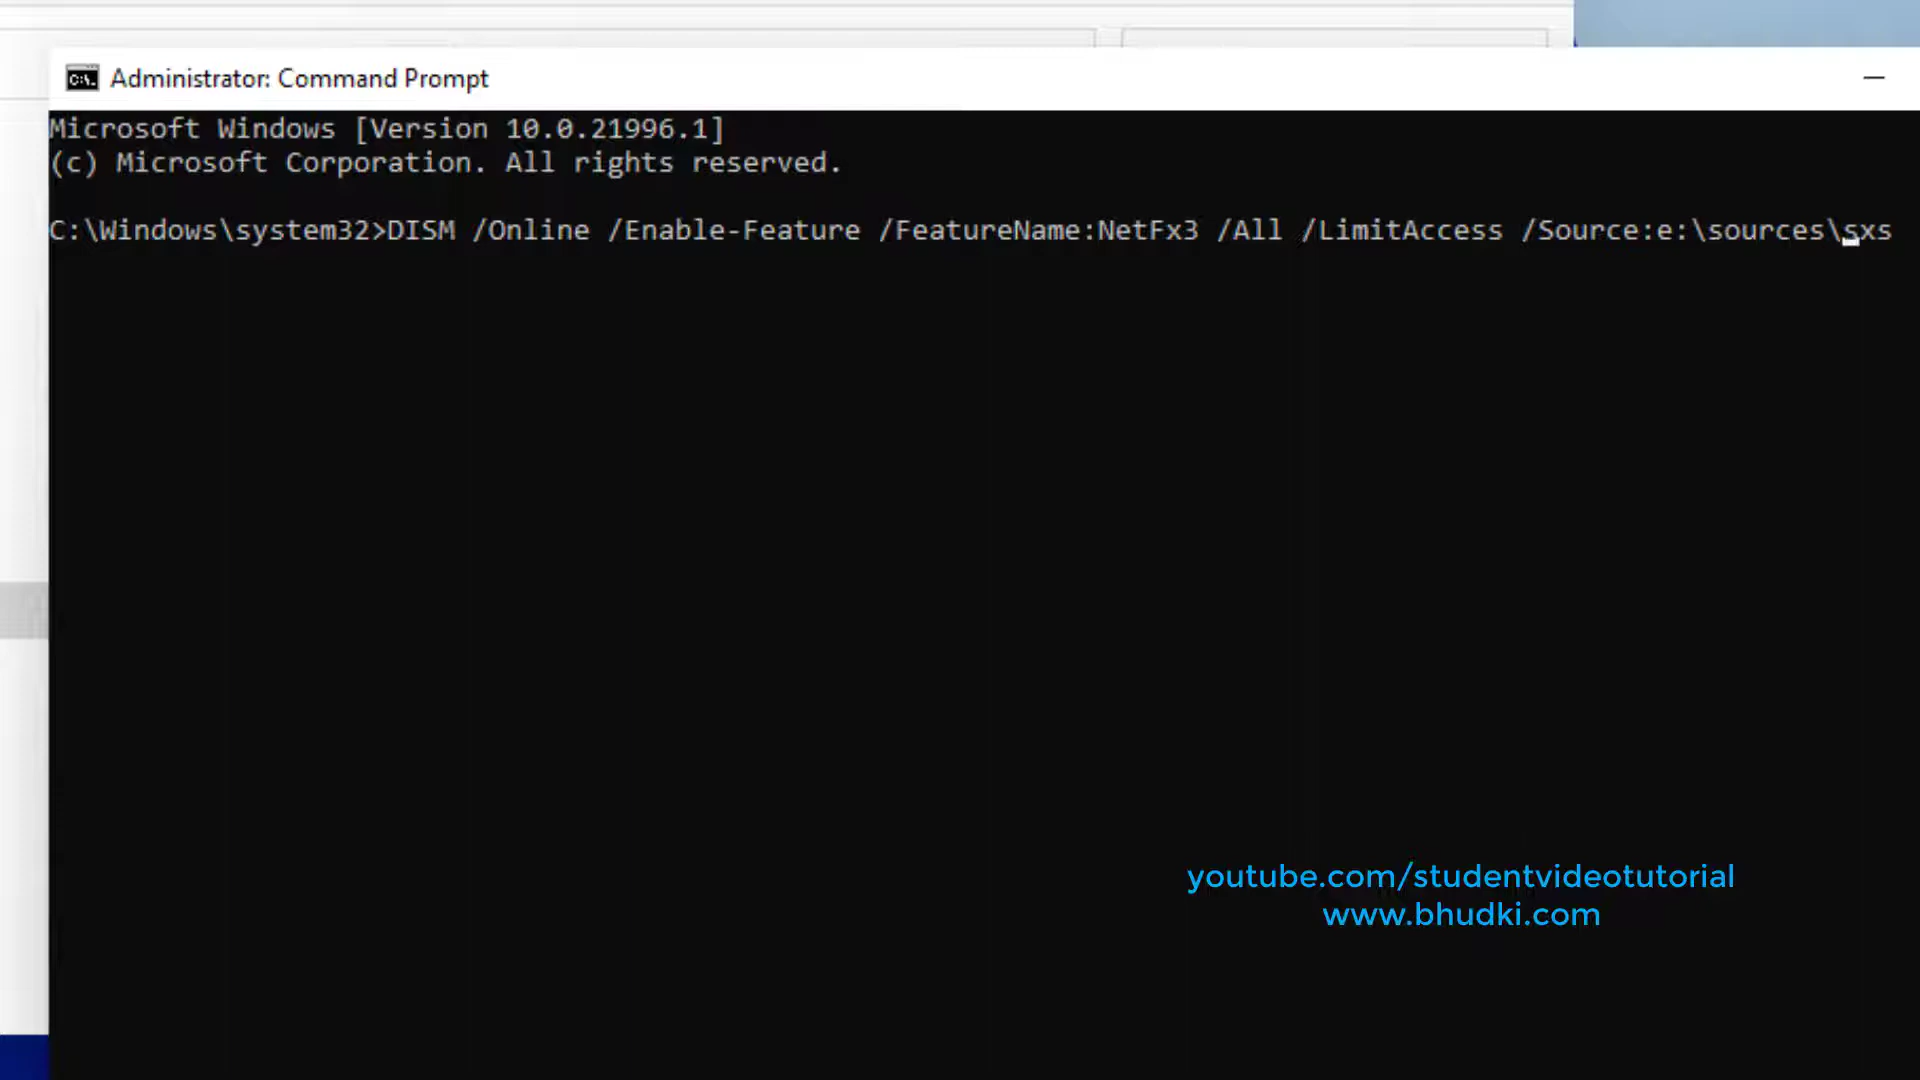 Administrator: Command Prompt
Microsoft Windows [Version 10.0.21996.1]
(c) Microsoft Corporation. All rights reserved.
C:\Windows\system32>DISM /Online /Enable-Feature /FeatureName:NetFx3 /All /LimitAccess /Source:e:\sources\sxs
youtube.com/studentvideotutorial
www.bhudki.com